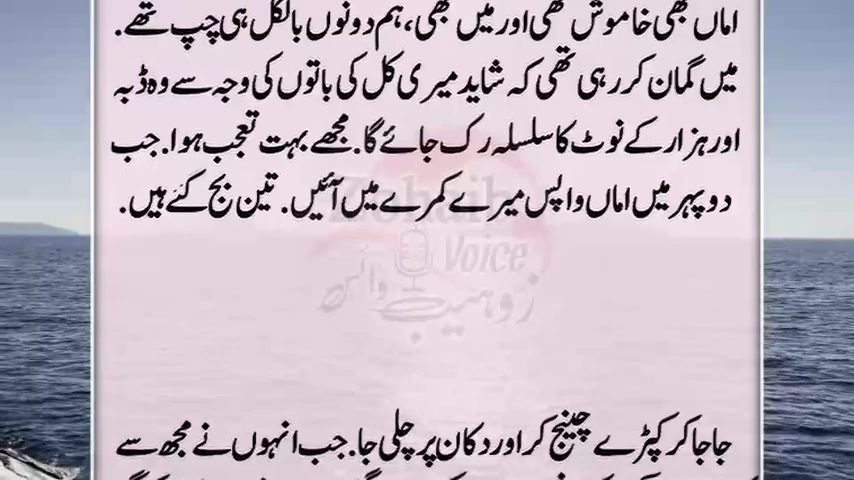 اماں بھی خاموش تھی اور میں بھی، ہم دونوں بالکل ہی چپ تھے.
میں گمان کر رہی تھی کہ شاید میری کل کی باتوں کی وجہ سے وہ ڈبہ
اور ہزار کے نوٹ کا سلسلہ رک جائے گا. مجھے بہت تعجب ہوا. جب
دوپہر میں اماں واپس میرے کمرے میں آئیں. تین بج گئے ہیں.
Zohaib
Voice
زوہیب وائس
جا جا کر کپڑے چینج کر اور دکان پر چلی جا. جب انہوں نے مجھ سے